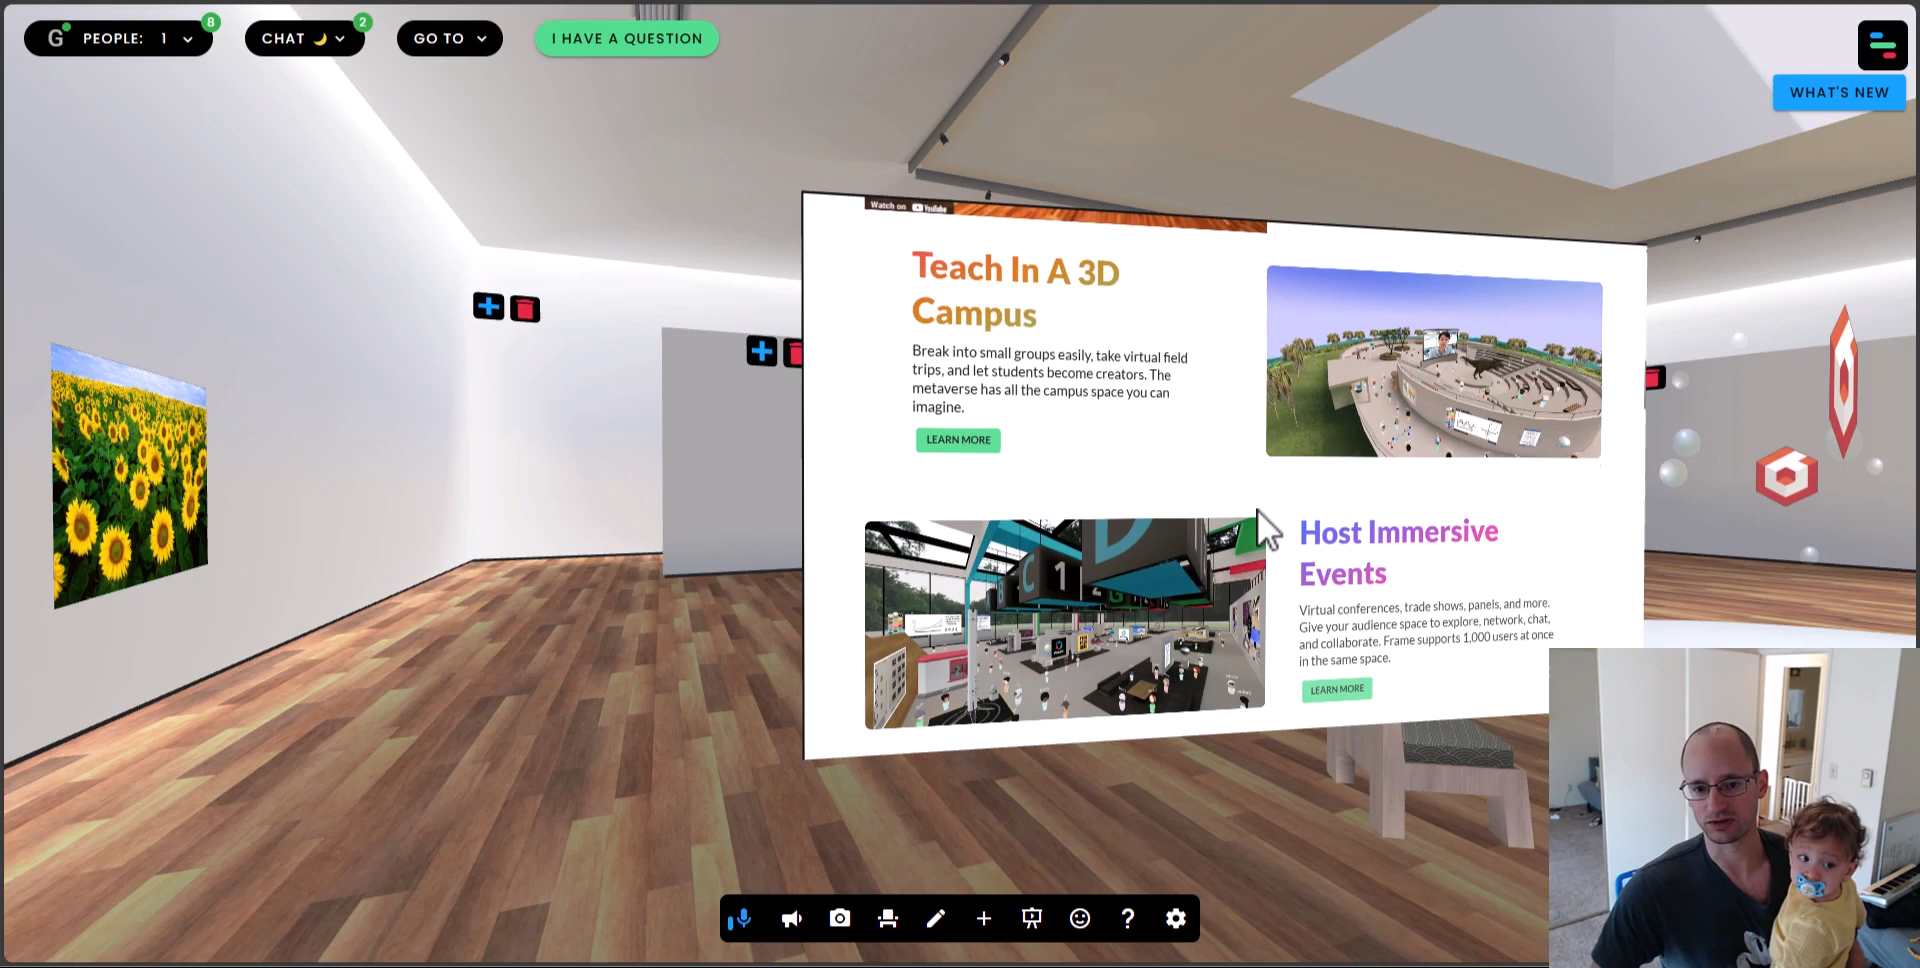 G PEOPLE: 1
8
CHAT
2
GO TO
I HAVE A QUESTION
WHAT'S NEW
Watch on YouTube
Teach In A 3D
Campus
Break into small groups easily, take virtual field
trips, and let students become creators. The
metaverse has all the campus space you can
imagine.
LEARN MORE
C 1
D
Host Immersive
Events
Virtual conferences, trade shows, panels, and more.
Give your audience space to explore, network, chat,
and collaborate. Frame supports 1,000 users at once
in the same space.
LEARN MORE